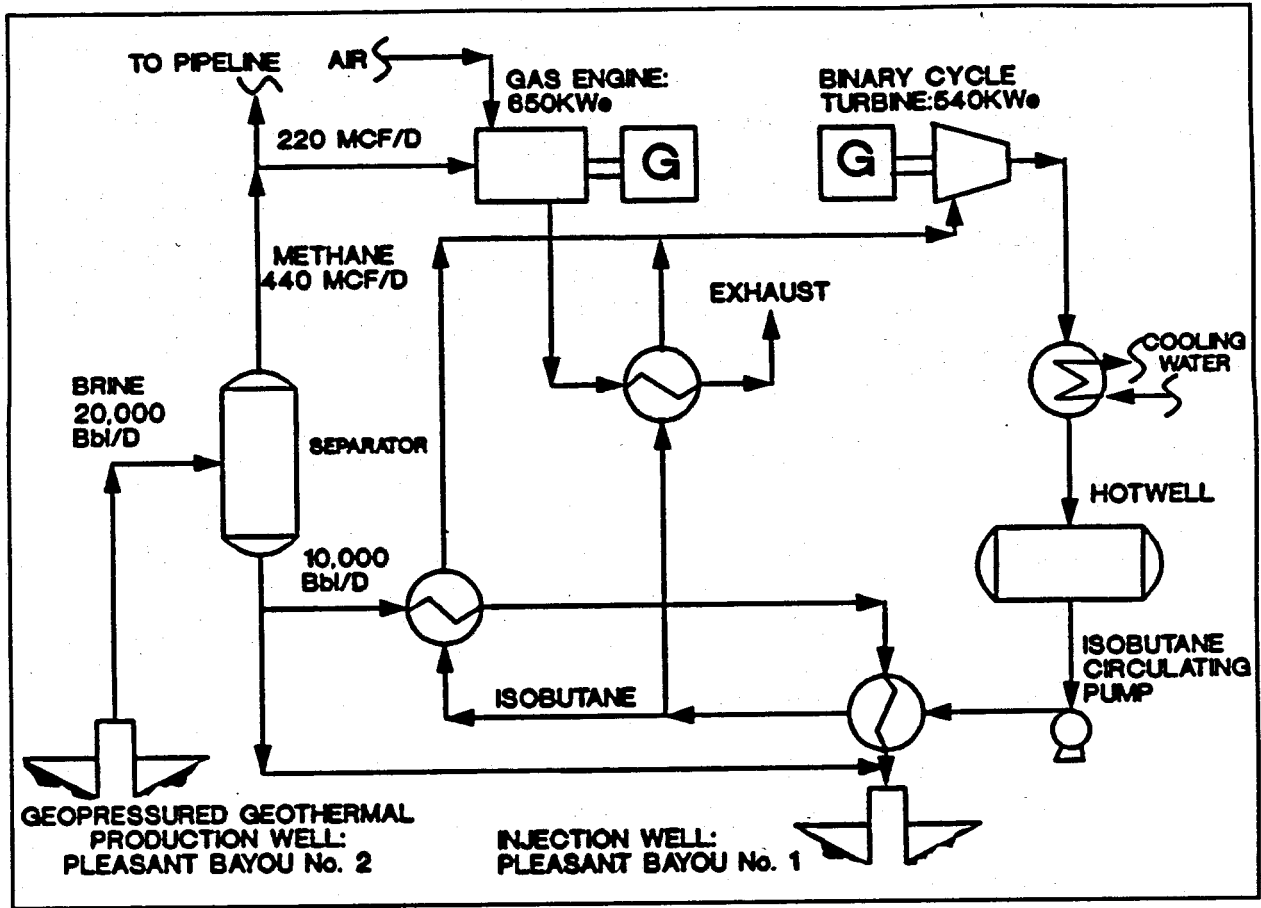 TO PIPELINE
AIR
GAS ENGINE:
650KWe
BINARY CYCLE
TURBINE:540KWe
220 MCF/D
G
G
METHANE
440 MCF/D
EXHAUST
COOLING
WATER
BRINE
20,000
Bbl/D
SEPARATOR
HOTWELL
10,000
Bbl/D
ISOBUTANE
CIRCULATING
PUMP
ISOBUTANE
GEOPRESSURED GEOTHERMAL
PRODUCTION WELL:
PLEASANT BAYOU No. 2
INJECTION WELL:
PLEASANT BAYOU No. 1